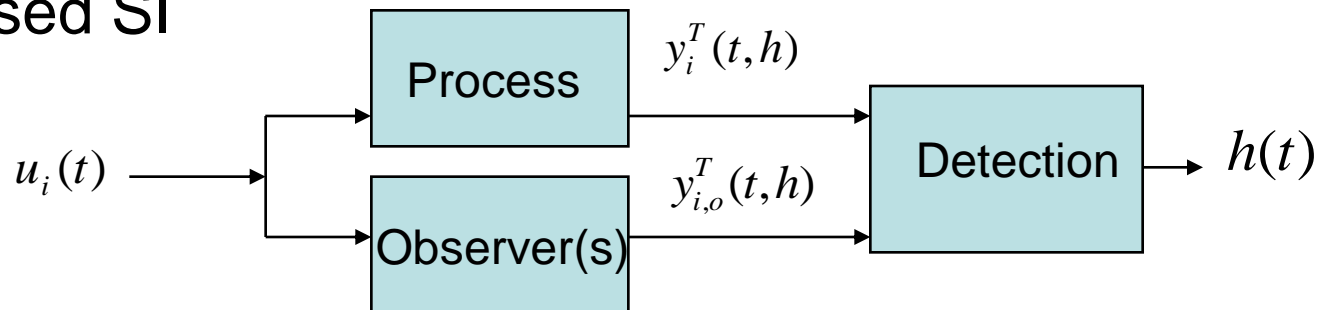 sed SI
Process
y_i^T(t,h)
u_i(t)
Detection
h(t)
y_{i,o}^T(t,h)
Observer(s)